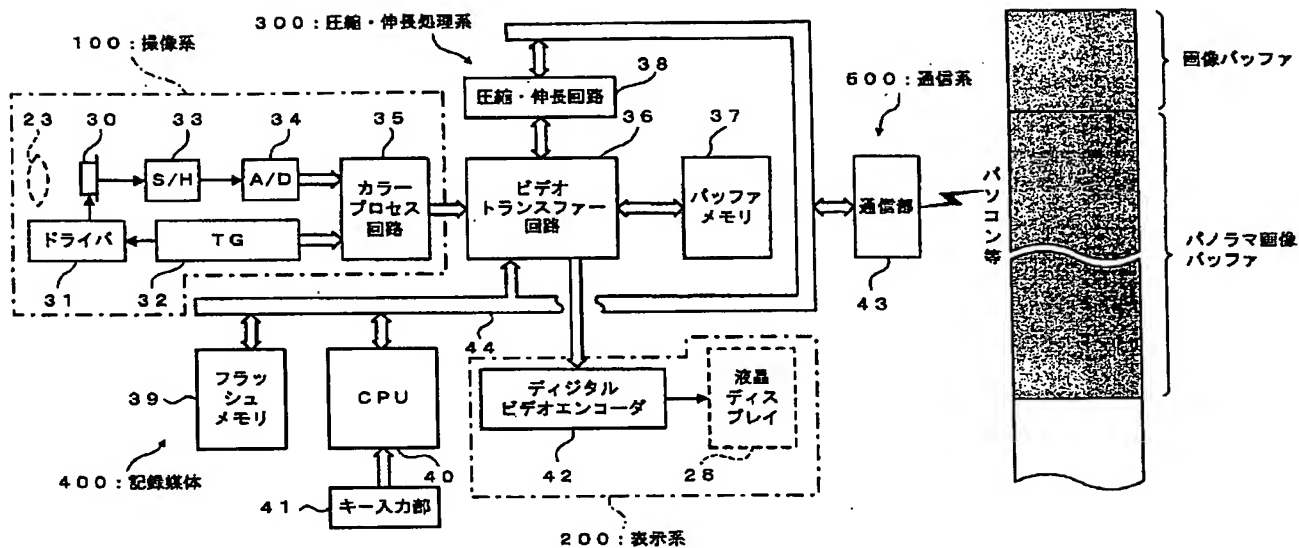 ３００：圧縮・伸長処理系
１００：撮像系
３８
圧縮・伸長回路
５００：通信系
画像バッファ
２３
３０
３３
３４
３５
３６
３７
S/H
A/D
カラー
プロセス
回路
ビデオ
トランスファー
回路
バッファ
メモリ
通信部
パソコン等
ドライバ
TG
パノラマ画像
バッファ
３１
３２
４３
４４
３９
フラッ
シュ
メモリ
CPU
ディジタル
ビデオエンコーダ
液晶
ディス
プレイ
４００：記録媒体
４０
４２
２６
４１
キー入力部
２００：表示系